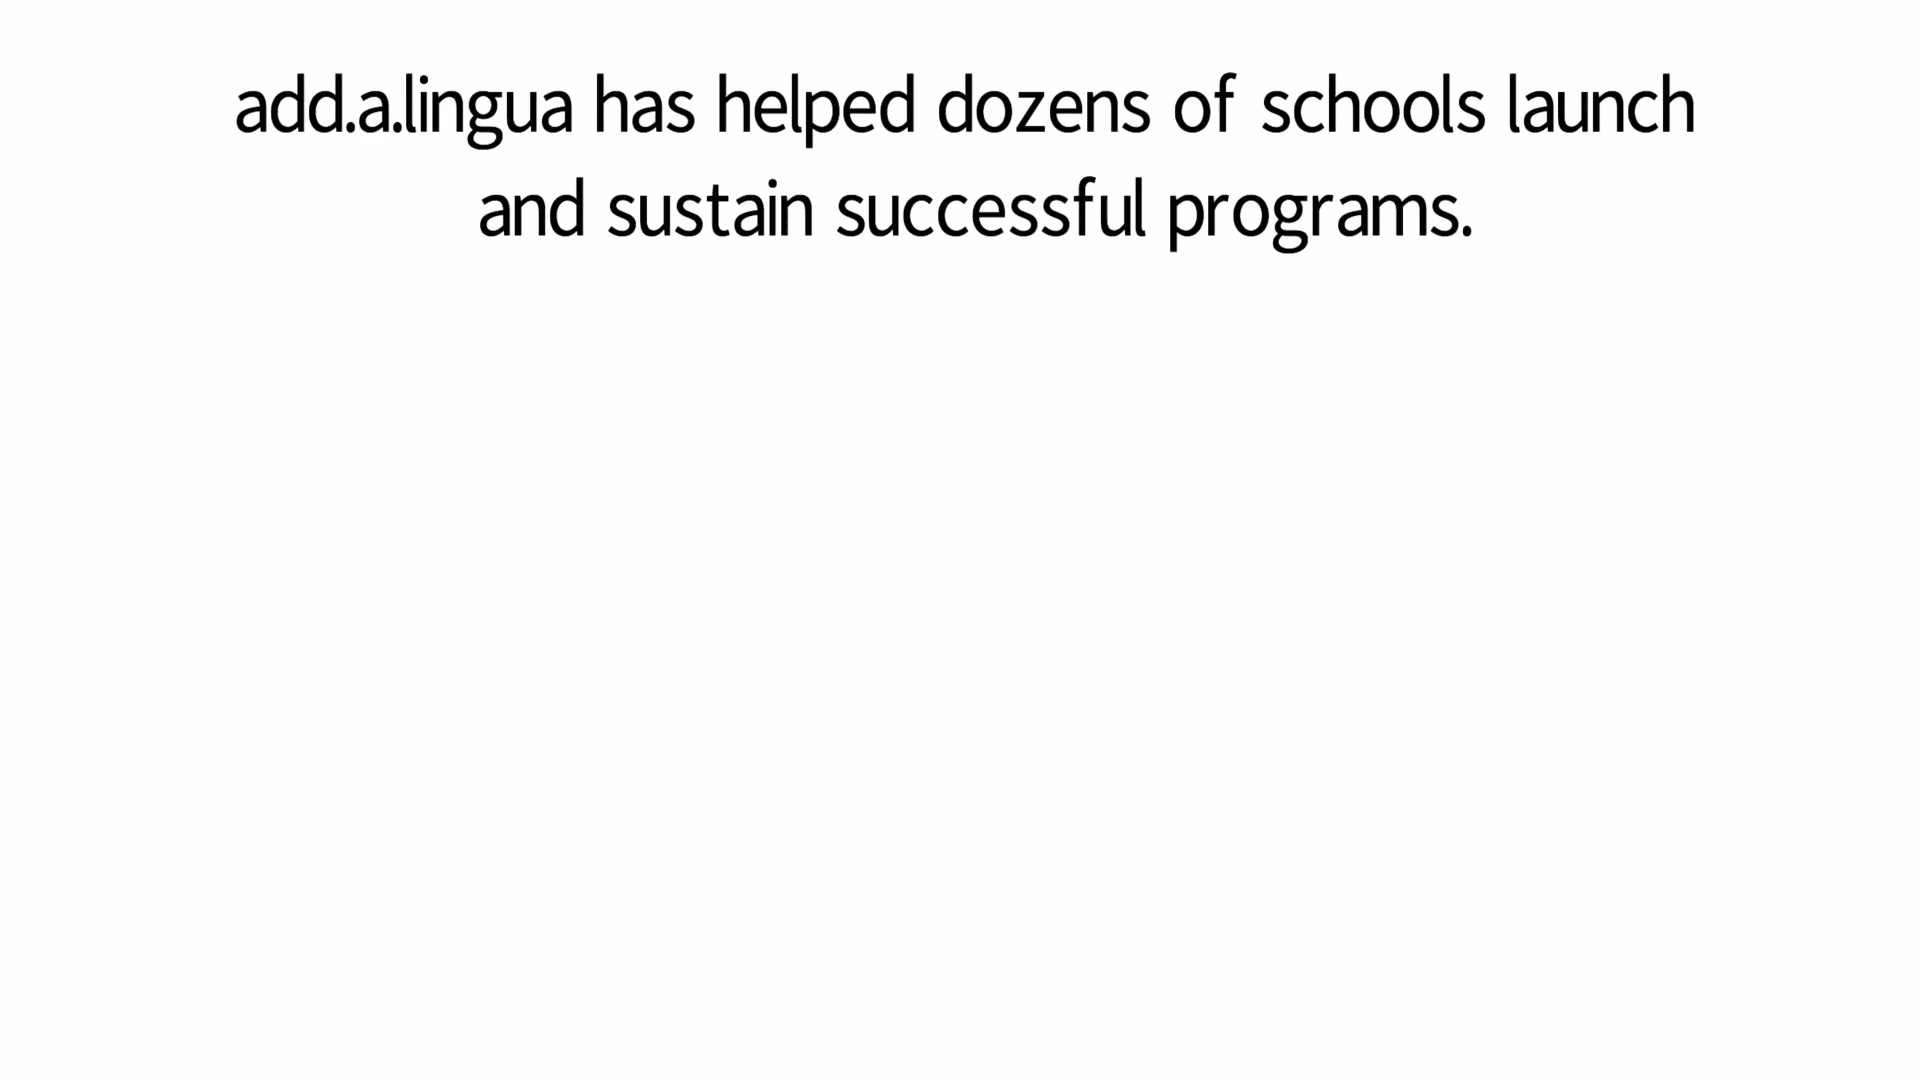 add.a.lingua has helped dozens of schools launch
and sustain successful programs.